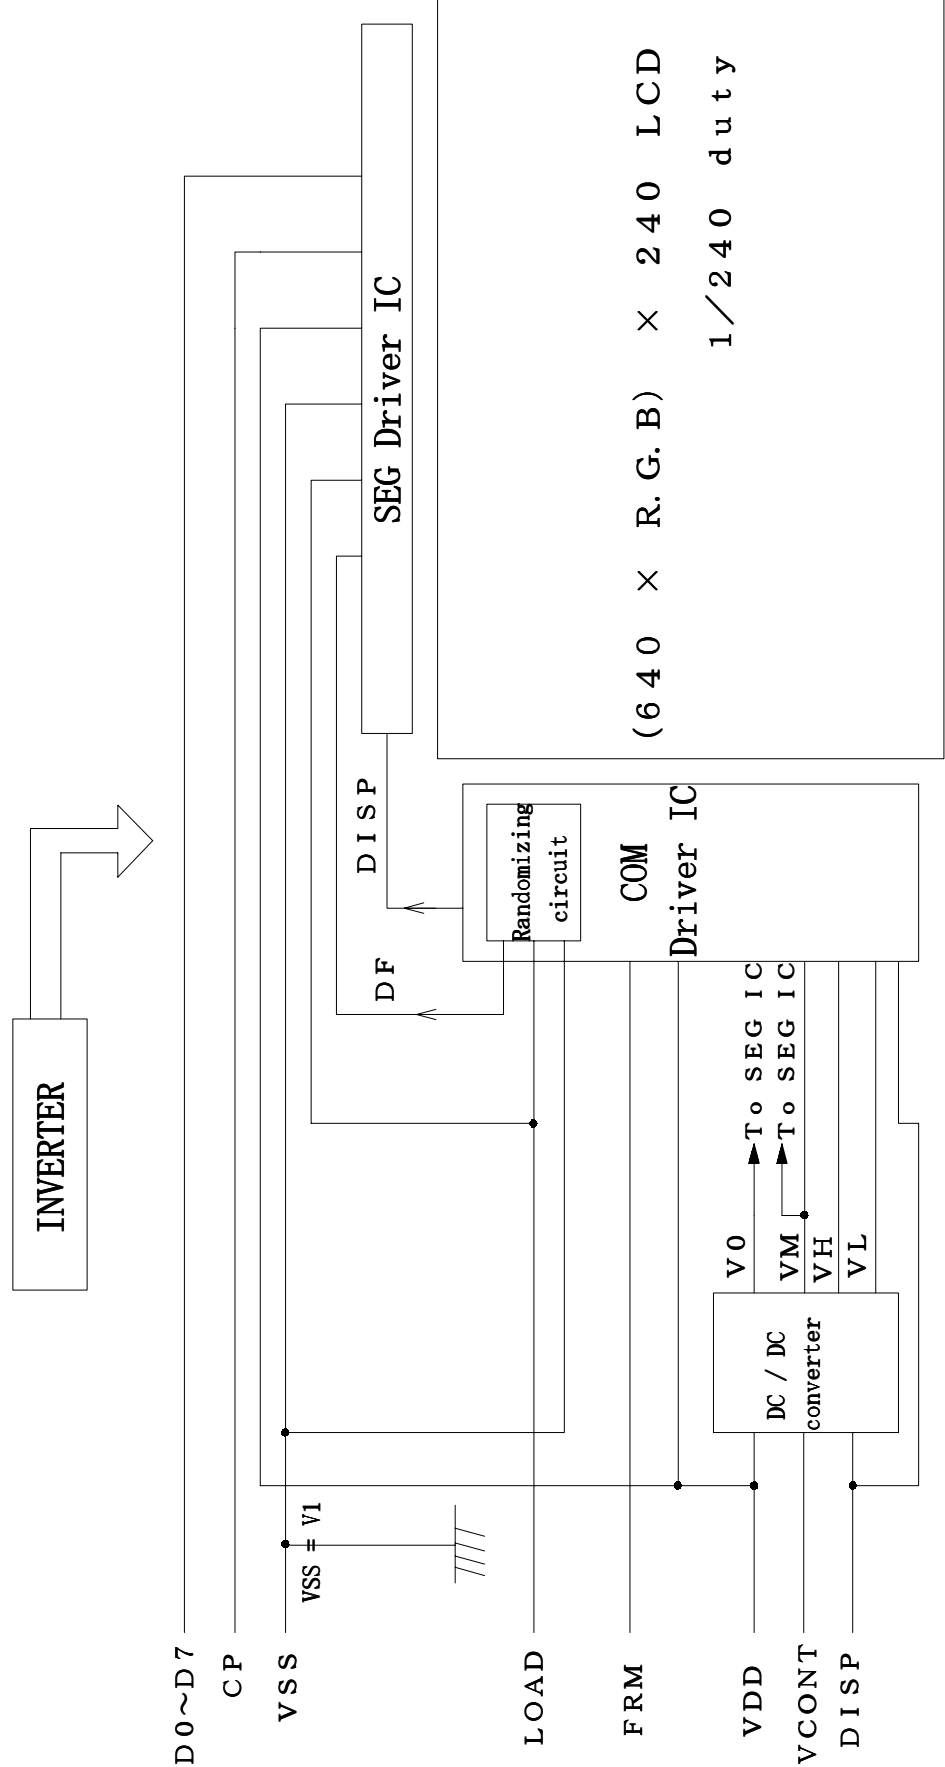 INVERTER
D0～D7
CP
VSS
VSS = V1
LOAD
FRM
VDD
VCONT
DISP
DC / DC
converter
V0
VM
VH
VL
To SEG IC
To SEG IC
DF
DISP
Randomizing
circuit
COM
Driver IC
SEG Driver IC
(640 × R.G.B) × 240 LCD
1/240 duty